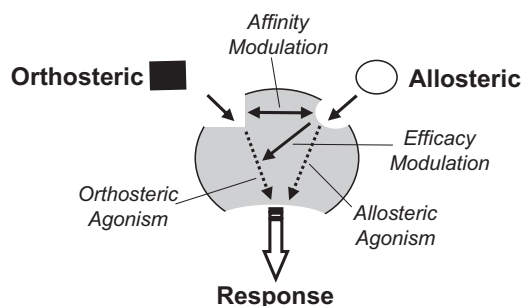 Affinity
Modulation
Orthosteric
Allosteric
Efficacy
Modulation
Orthosteric
Agonism
Allosteric
Agonism
Response